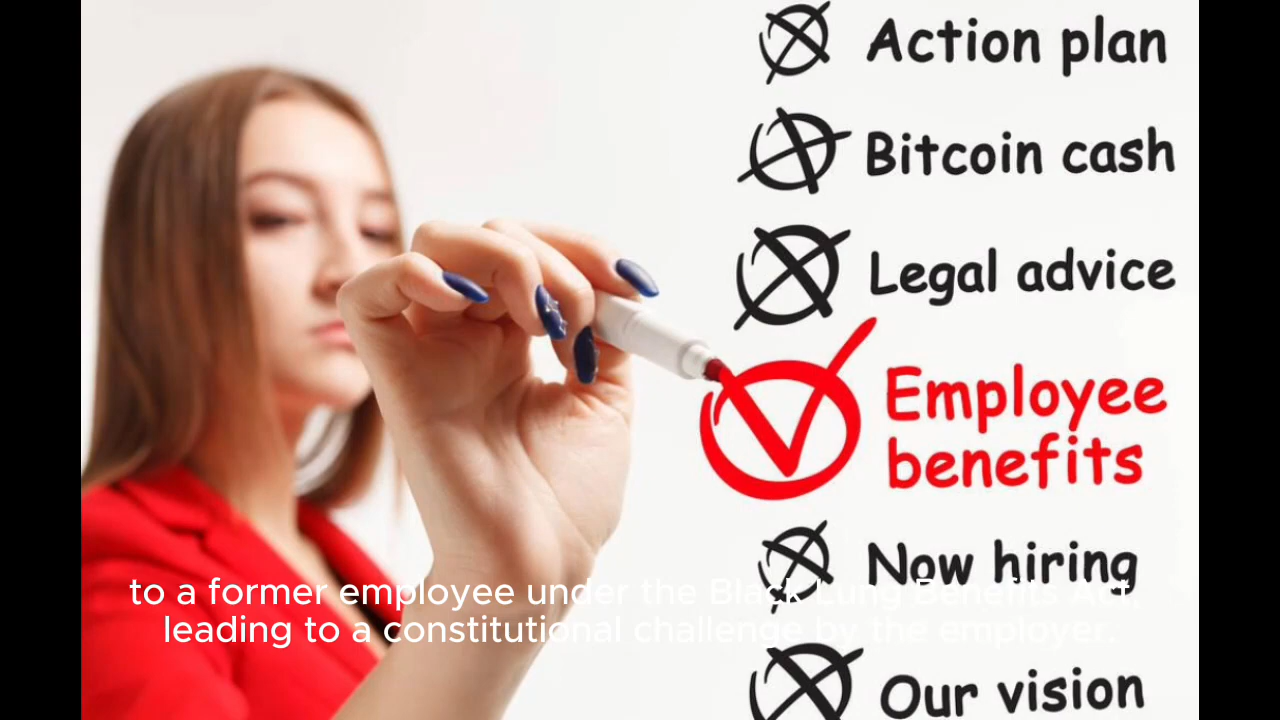 Action plan
Bitcoin cash
Legal advice
Employee
benefits
Now hiring
to a former employee under the Black Lung Benefits Act,
leading to a constitutional challenge by the employer.
Our vision